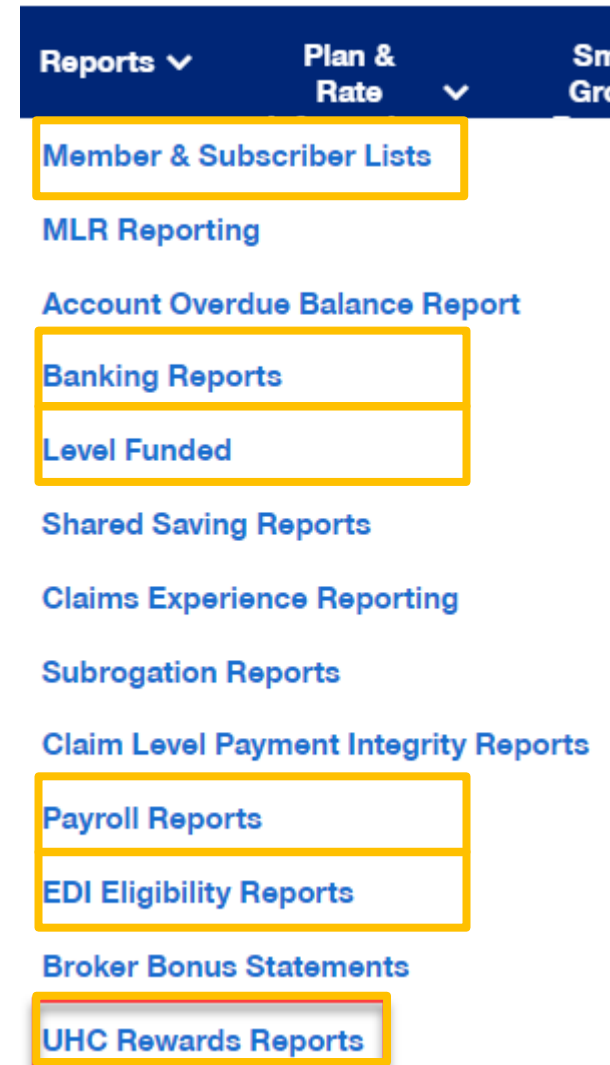 Reports
Plan &
Rate
Member & Subscriber Lists
MLR Reporting
Account Overdue Balance Report
Banking Reports
Level Funded
Shared Saving Reports
Claims Experience Reporting
Subrogation Reports
Claim Level Payment Integrity Reports
Payroll Reports
EDI Eligibility Reports
Broker Bonus Statements
UHC Rewards Reports